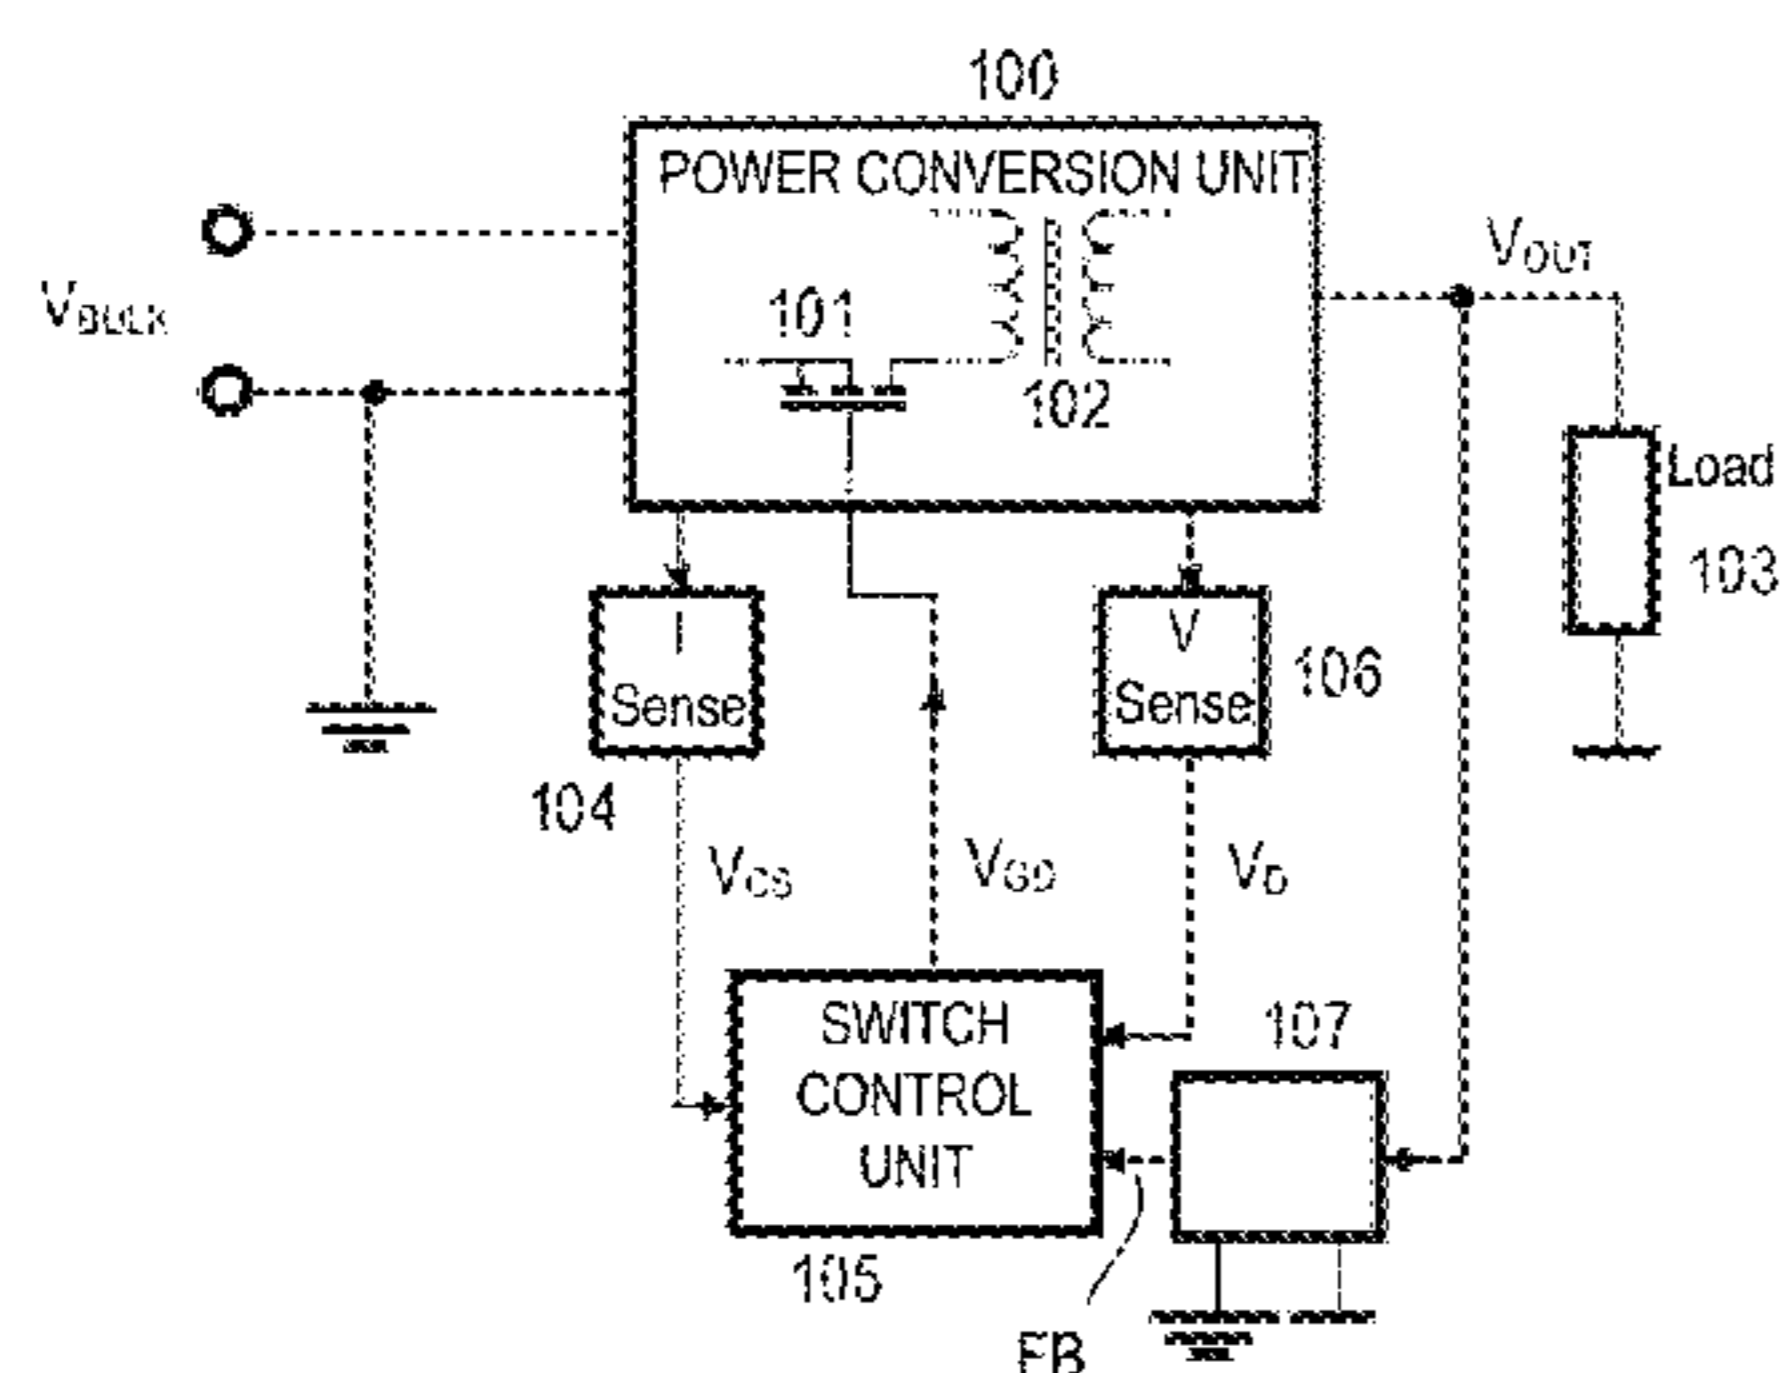 100
POWER CONVERSION UNIT
VOUT
VBULK
101
102
Load
103
I
Sense
V
Sense
106
104
VCS
VGD
VD
SWITCH
CONTROL
UNIT
107
105
FB